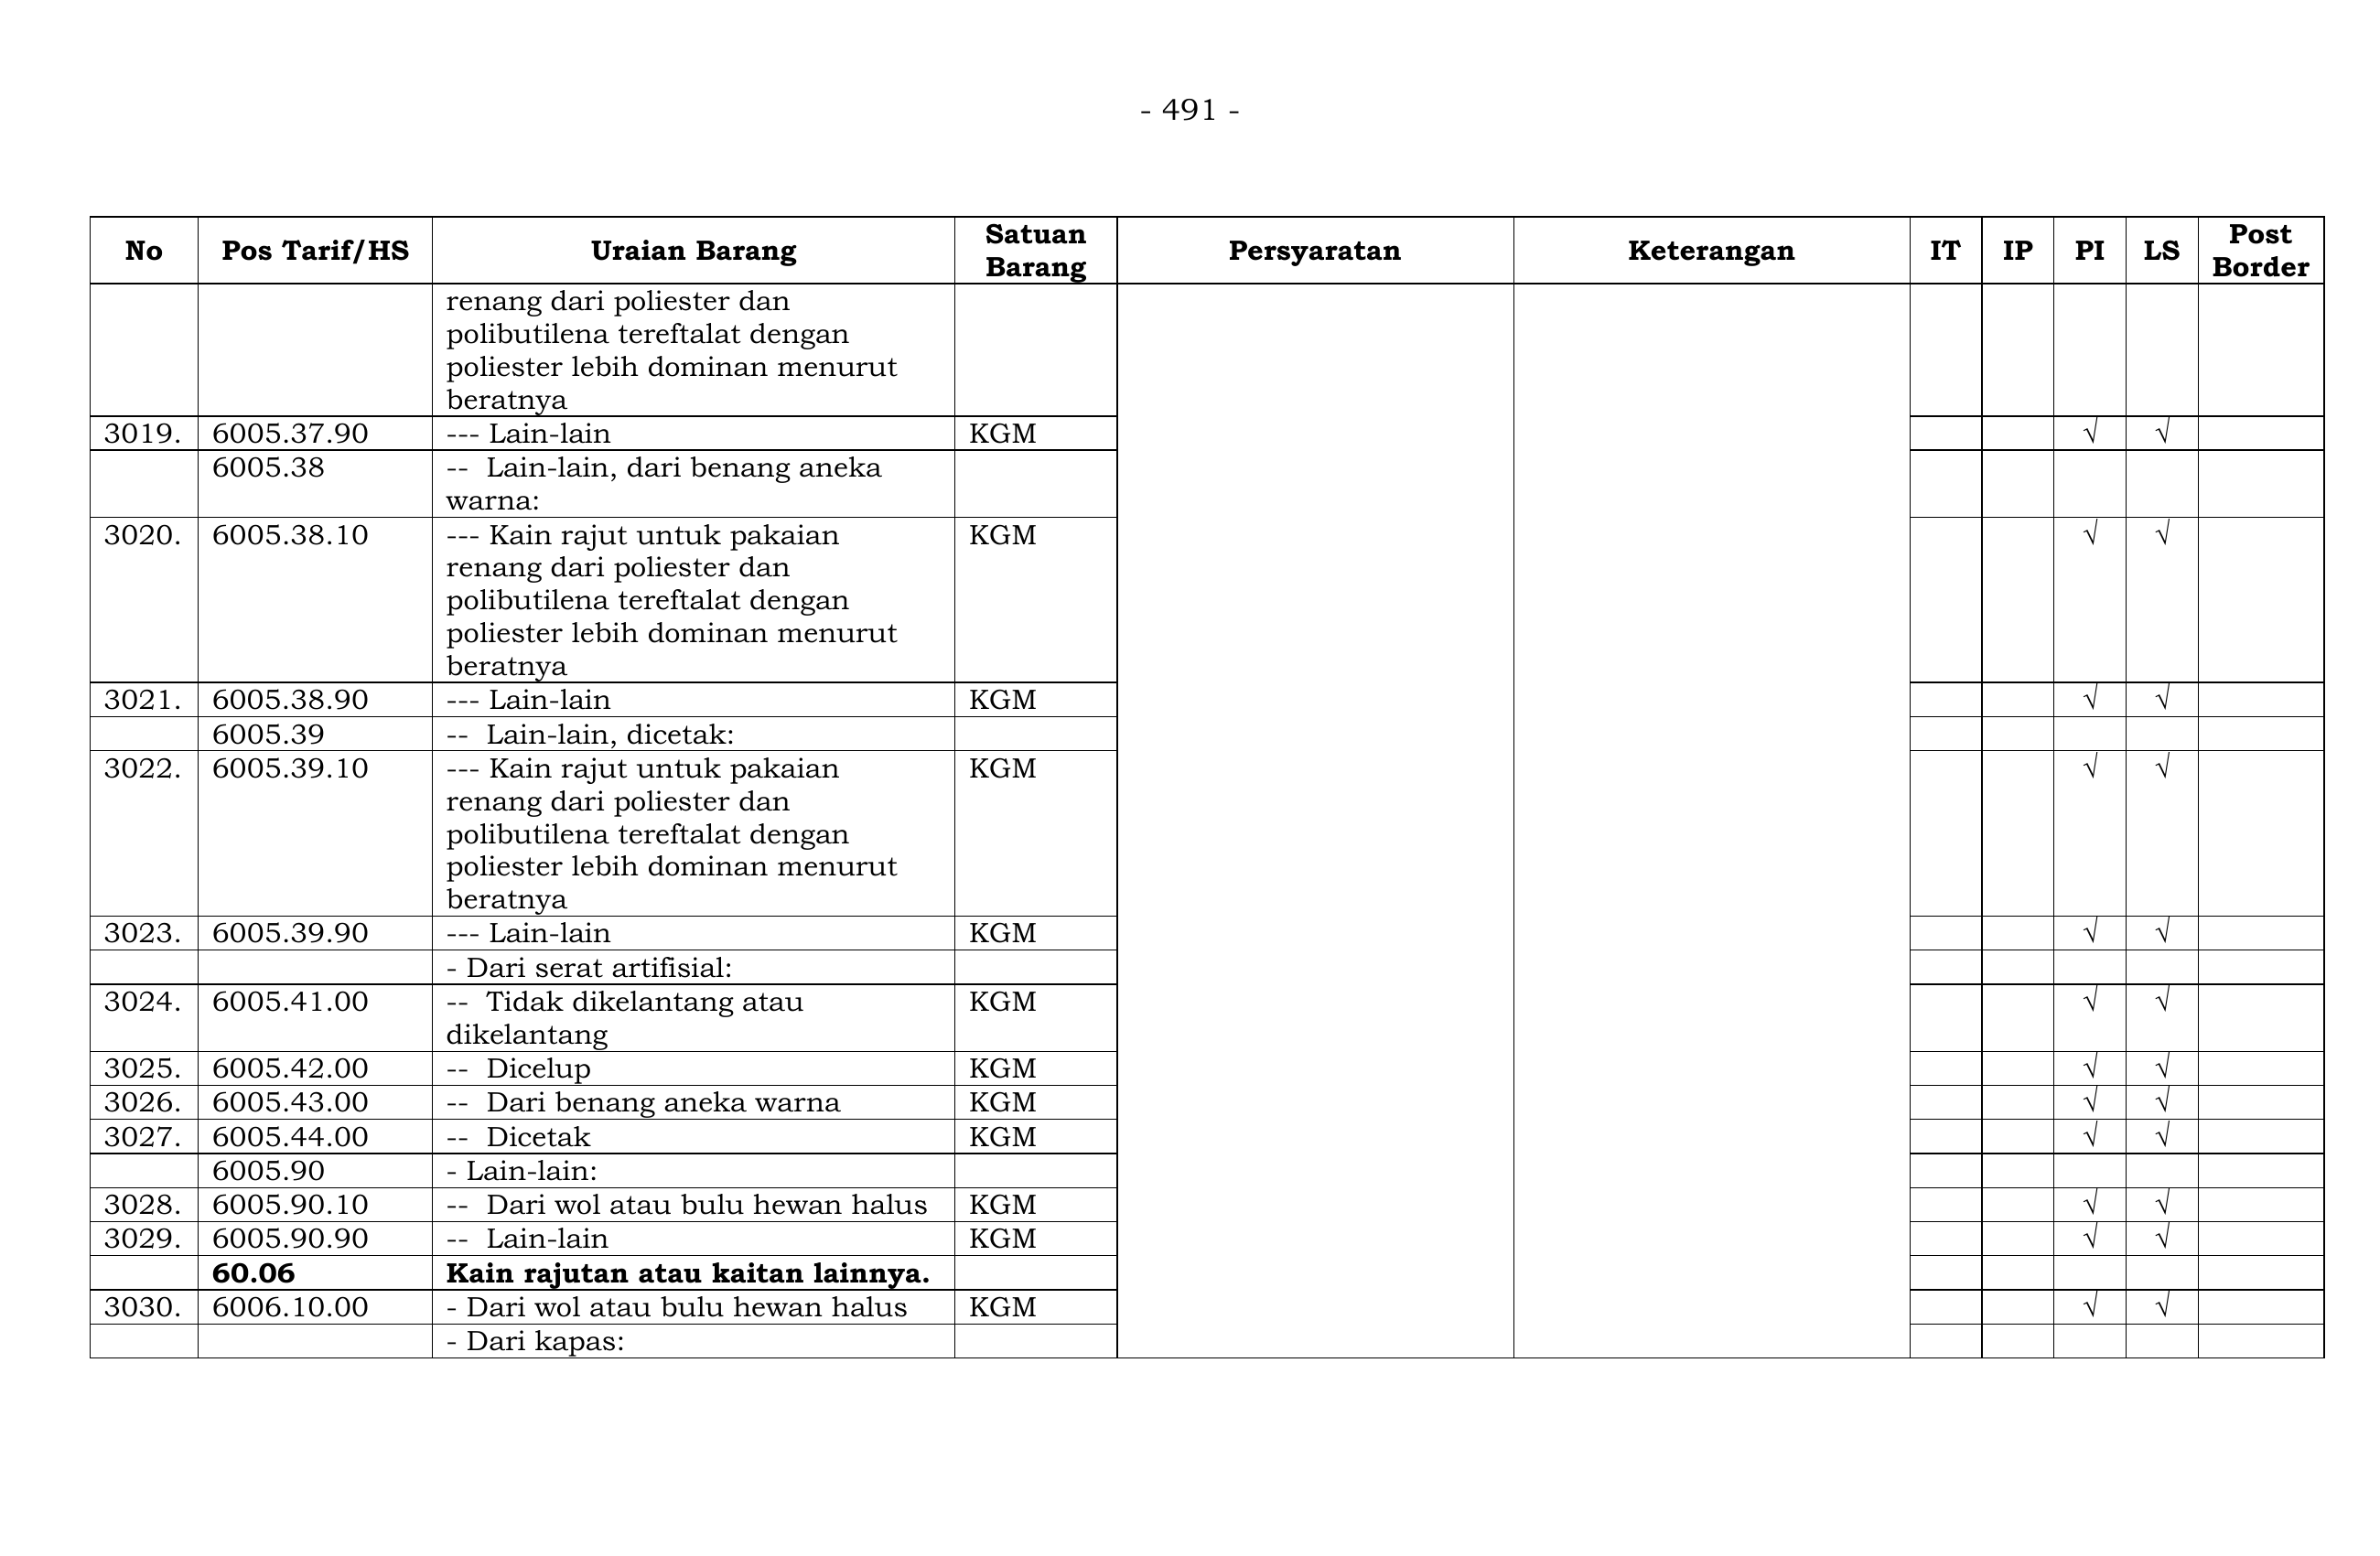 - 491 -
No Pos Tarif/HS Uraian Barang Satuan Barang Persyaratan Keterangan IT IP PI LS Post Border
renang dari poliester dan
polibutilena tereftalat dengan
poliester lebih dominan menurut
beratnya
3019. 6005.37.90 --- Lain-lain KGM √ √
6005.38 -- Lain-lain, dari benang aneka
warna:
3020. 6005.38.10 --- Kain rajut untuk pakaian KGM √ √
renang dari poliester dan
polibutilena tereftalat dengan
poliester lebih dominan menurut
beratnya
3021. 6005.38.90 --- Lain-lain KGM √ √
6005.39 -- Lain-lain, dicetak:
3022. 6005.39.10 --- Kain rajut untuk pakaian KGM √ √
renang dari poliester dan
polibutilena tereftalat dengan
poliester lebih dominan menurut
beratnya
3023. 6005.39.90 --- Lain-lain KGM √ √
- Dari serat artifisial:
3024. 6005.41.00 -- Tidak dikelantang atau KGM √ √
dikelantang
3025. 6005.42.00 -- Dicelup KGM √ √
3026. 6005.43.00 -- Dari benang aneka warna KGM √ √
3027. 6005.44.00 -- Dicetak KGM √ √
6005.90 - Lain-lain:
3028. 6005.90.10 -- Dari wol atau bulu hewan halus KGM √ √
3029. 6005.90.90 -- Lain-lain KGM √ √
60.06 Kain rajutan atau kaitan lainnya.
3030. 6006.10.00 - Dari wol atau bulu hewan halus KGM √ √
- Dari kapas: